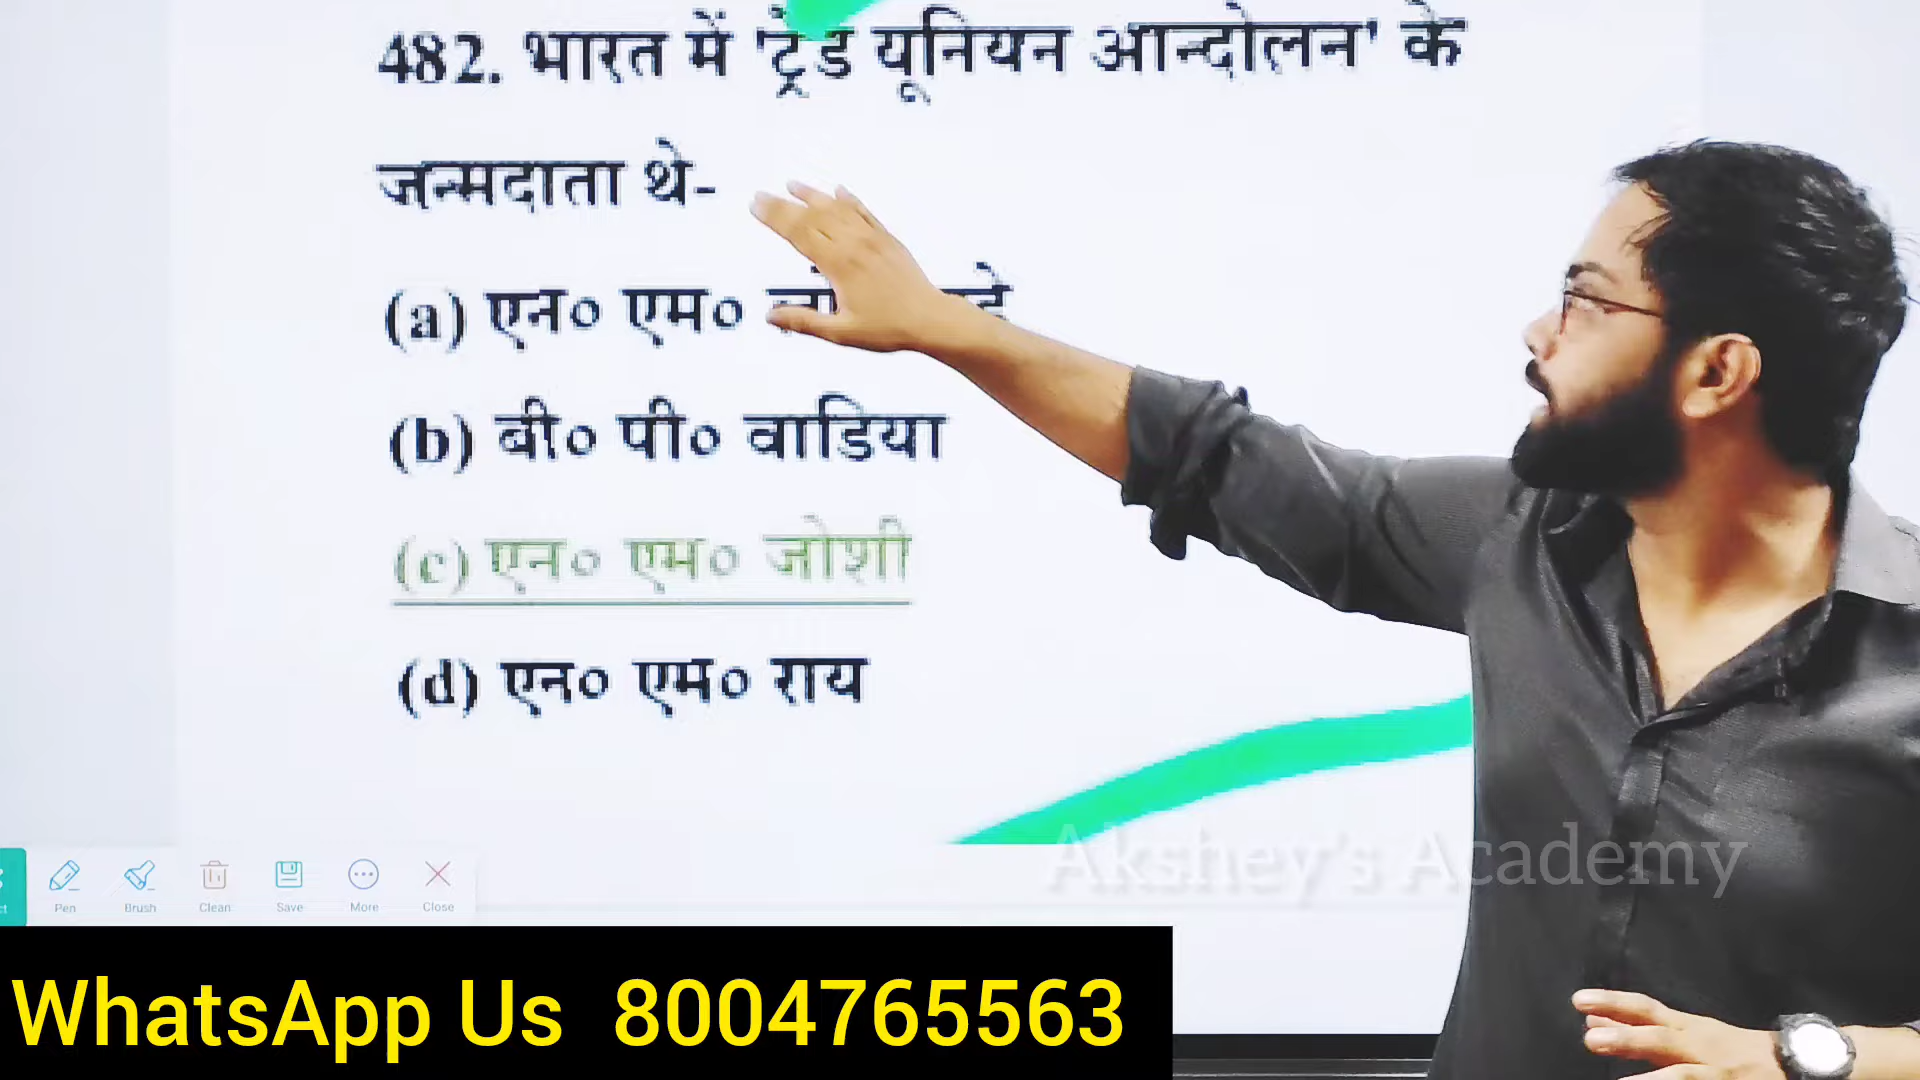 482. भारत में 'ट्रेड यूनियन आन्दोलन' के
जन्मदाता थे-
(a) एन० एम०
(b) बी० पी० वाडिया
(c) एन० एम० जोशी
(d) एन० एम० राय
Akshey's Academy
Pen Brush Clean Save More Close
WhatsApp Us 8004765563